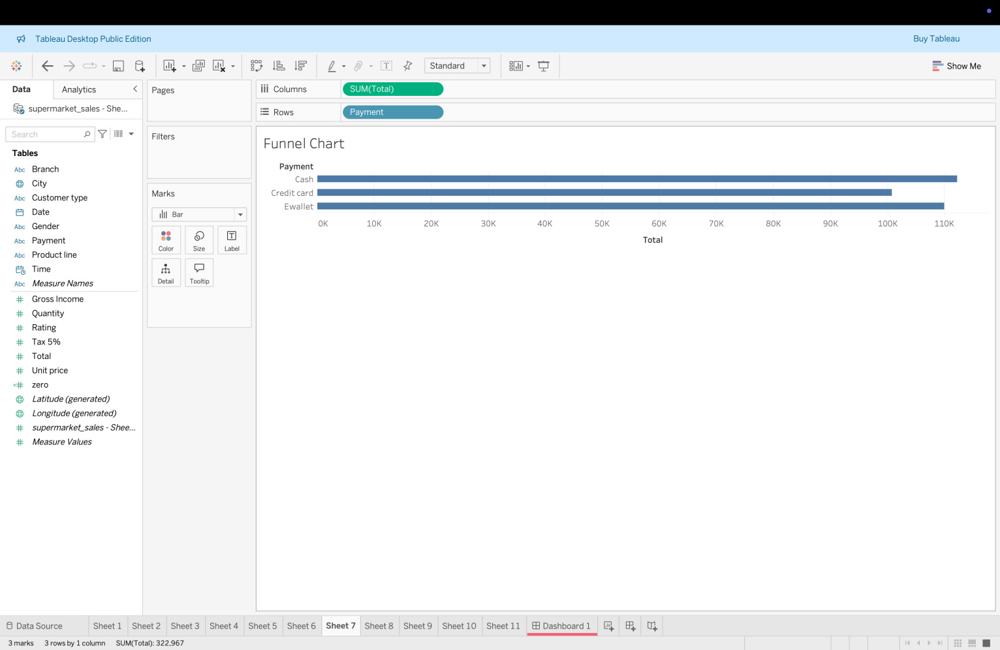 Tableau Desktop Public Edition
Buy Tableau
Standard
Show Me
Data
Analytics
supermarket_sales - She...
Search
Tables
Abc Branch
City
Abc Customer type
Date
Abc Gender
Abc Payment
Abc Product line
Time
Abc Measure Names
Gross Income
Quantity
Rating
Tax 5%
Total
Unit price
zero
Latitude (generated)
Longitude (generated)
supermarket_sales - Shee...
Measure Values
Pages
Filters
Marks
Bar
Color
Size
Label
Detail
Tooltip
Columns
SUM(Total)
Rows
Payment
Funnel Chart
Payment
Cash
Credit card
Ewallet
0K 10K 20K 30K 40K 50K 60K 70K 80K 90K 100K 110K
Total
Data Source
Sheet 1
Sheet 2
Sheet 3
Sheet 4
Sheet 5
Sheet 6
Sheet 7
Sheet 8
Sheet 9
Sheet 10
Sheet 11
Dashboard 1
3 marks 3 rows by 1 column SUM(Total): 322,967